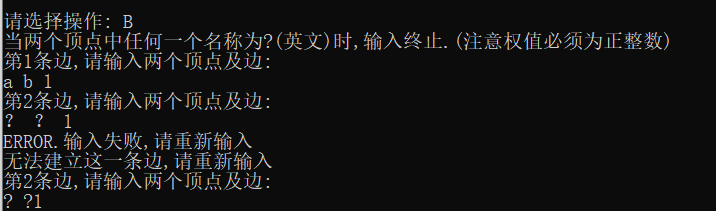 请选择操作: B
当两个顶点中任何一个名称为?(英文)时,输入终止.(注意权值必须为正整数)
第1条边,请输入两个顶点及边:
a b 1
第2条边,请输入两个顶点及边:
？ ？ 1
ERROR.输入失败,请重新输入
无法建立这一条边,请重新输入
第2条边,请输入两个顶点及边:
? ?1